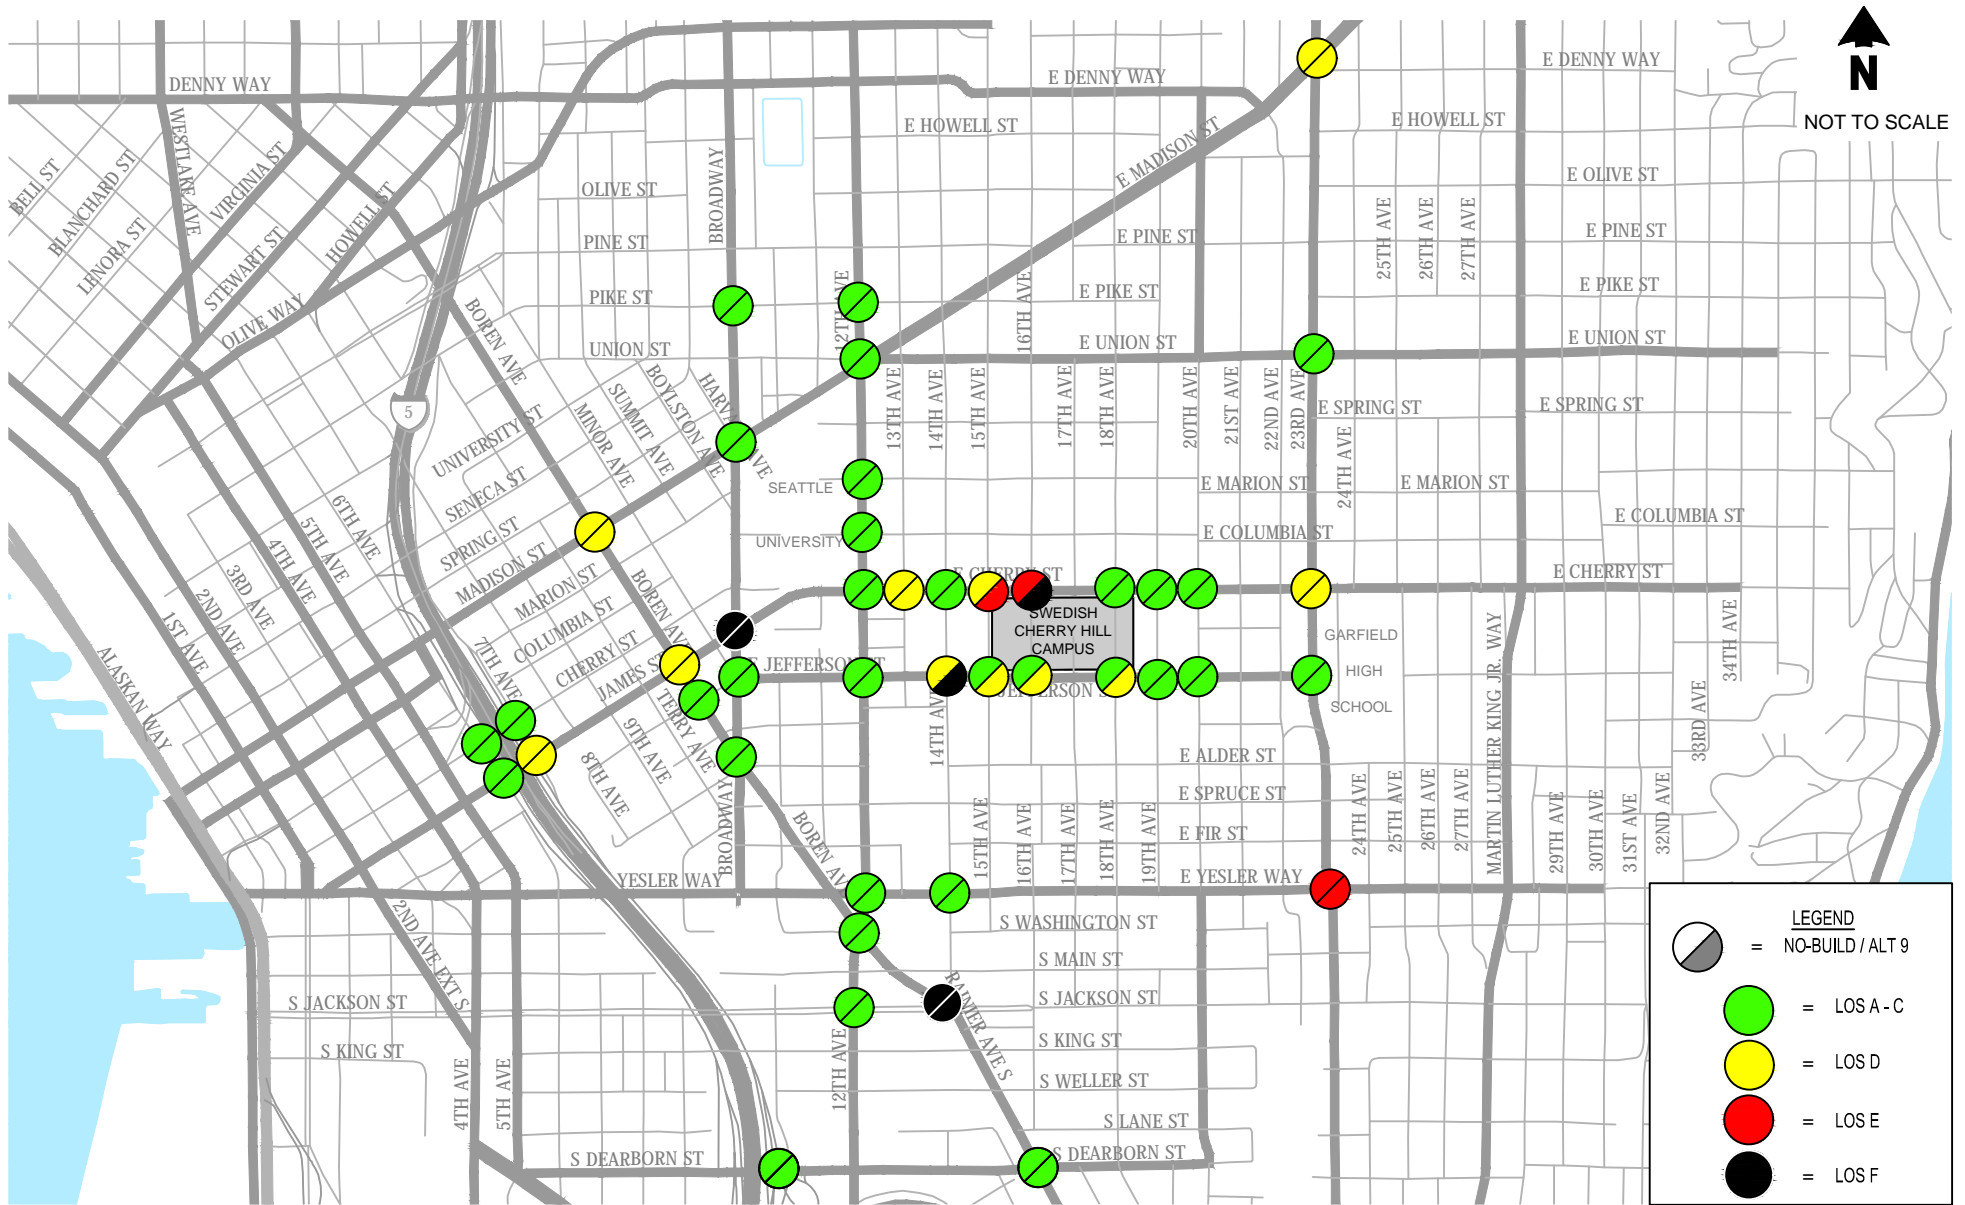 N
NOT TO SCALE
DENNY WAY
E DENNY WAY
E DENNY WAY
WESTLAKE AVE
BELL ST
BLANCHARD ST
LENORA ST
VIRGINIA ST
STEWART ST
HOWELL ST
OLIVE WAY
BROADWAY
E HOWELL ST
E HOWELL ST
E MADISON ST
OLIVE ST
E OLIVE ST
PINE ST
E PINE ST
E PINE ST
25TH AVE
26TH AVE
27TH AVE
PIKE ST
12TH AVE
16TH AVE
E PIKE ST
E PIKE ST
BOREN AVE
UNION ST
E UNION ST
E UNION ST
5
UNIVERSITY ST
SENECA ST
SPRING ST
MADISON ST
MARION ST
COLUMBIA ST
CHERRY ST
JAMES ST
MINOR AVE
SUMMIT AVE
BOYLSTON AVE
HARVARD AVE
13TH AVE
14TH AVE
15TH AVE
17TH AVE
18TH AVE
20TH AVE
21ST AVE
22ND AVE
23RD AVE
24TH AVE
E SPRING ST
E SPRING ST
SEATTLE
UNIVERSITY
E MARION ST
E MARION ST
E COLUMBIA ST
E COLUMBIA ST
E CHERRY ST
E CHERRY ST
6TH AVE
5TH AVE
4TH AVE
3RD AVE
2ND AVE
1ST AVE
ALASKAN WAY
7TH AVE
8TH AVE
9TH AVE
TERRY AVE
BOREN AVE
SWEDISH
CHERRY HILL
CAMPUS
E JEFFERSON ST
JEFFERSON S
GARFIELD
HIGH
SCHOOL
MARTIN LUTHER KING JR. WAY
34TH AVE
33RD AVE
14TH AVE
E ALDER ST
E SPRUCE ST
E FIR ST
BROADWAY
BOREN AVE
15TH AVE
16TH AVE
17TH AVE
18TH AVE
19TH AVE
24TH AVE
25TH AVE
26TH AVE
27TH AVE
29TH AVE
30TH AVE
31ST AVE
32ND AVE
YESLER WAY
E YESLER WAY
2ND AVE EXT S
S WASHINGTON ST
S MAIN ST
S JACKSON ST
S JACKSON ST
RAINIER AVE S
S KING ST
S KING ST
4TH AVE
5TH AVE
12TH AVE
S WELLER ST
S LANE ST
S DEARBORN ST
S DEARBORN ST
LEGEND
= NO-BUILD / ALT 9
= LOS A - C
= LOS D
= LOS E
= LOS F